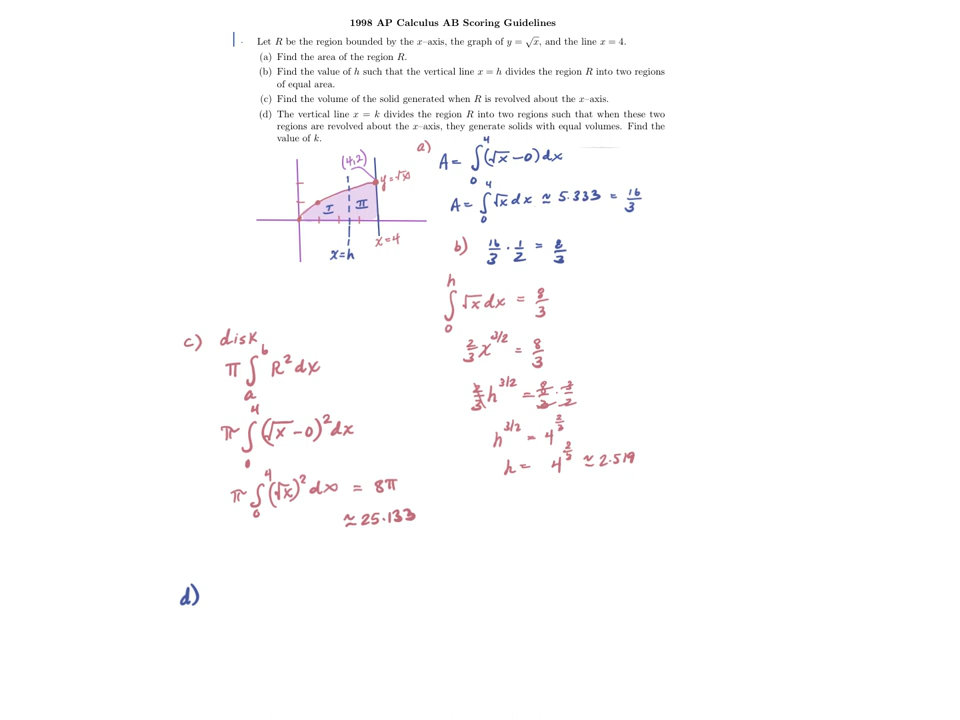 1998 AP Calculus AB Scoring Guidelines
1. Let R be the region bounded by the x–axis, the graph of y = √x, and the line x = 4.
(a) Find the area of the region R.
(b) Find the value of h such that the vertical line x = h divides the region R into two regions
of equal area.
(c) Find the volume of the solid generated when R is revolved about the x–axis.
(d) The vertical line x = k divides the region R into two regions such that when these two
regions are revolved about the x–axis, they generate solids with equal volumes. Find the
value of k.
(4,2)
y=√x
I II
x=4
x=h
a) A = ∫₀⁴ (√x − 0) dx
A = ∫₀⁴ √x dx ≈ 5.333 = 16/3
b) 16/3 · 1/2 = 8/3
∫₀ʰ √x dx = 8/3
2/3 x^3/2 = 8/3
2/3 h^3/2 = 8/3 · 3/2
h^3/2 = 4^2/3
h = 4^2/3 ≈ 2.519
c) disk
π ∫ₐᵇ R² dx
π ∫₀⁴ (√x − 0)² dx
π ∫₀⁴ (√x)² dx = 8π
≈ 25.133
d)